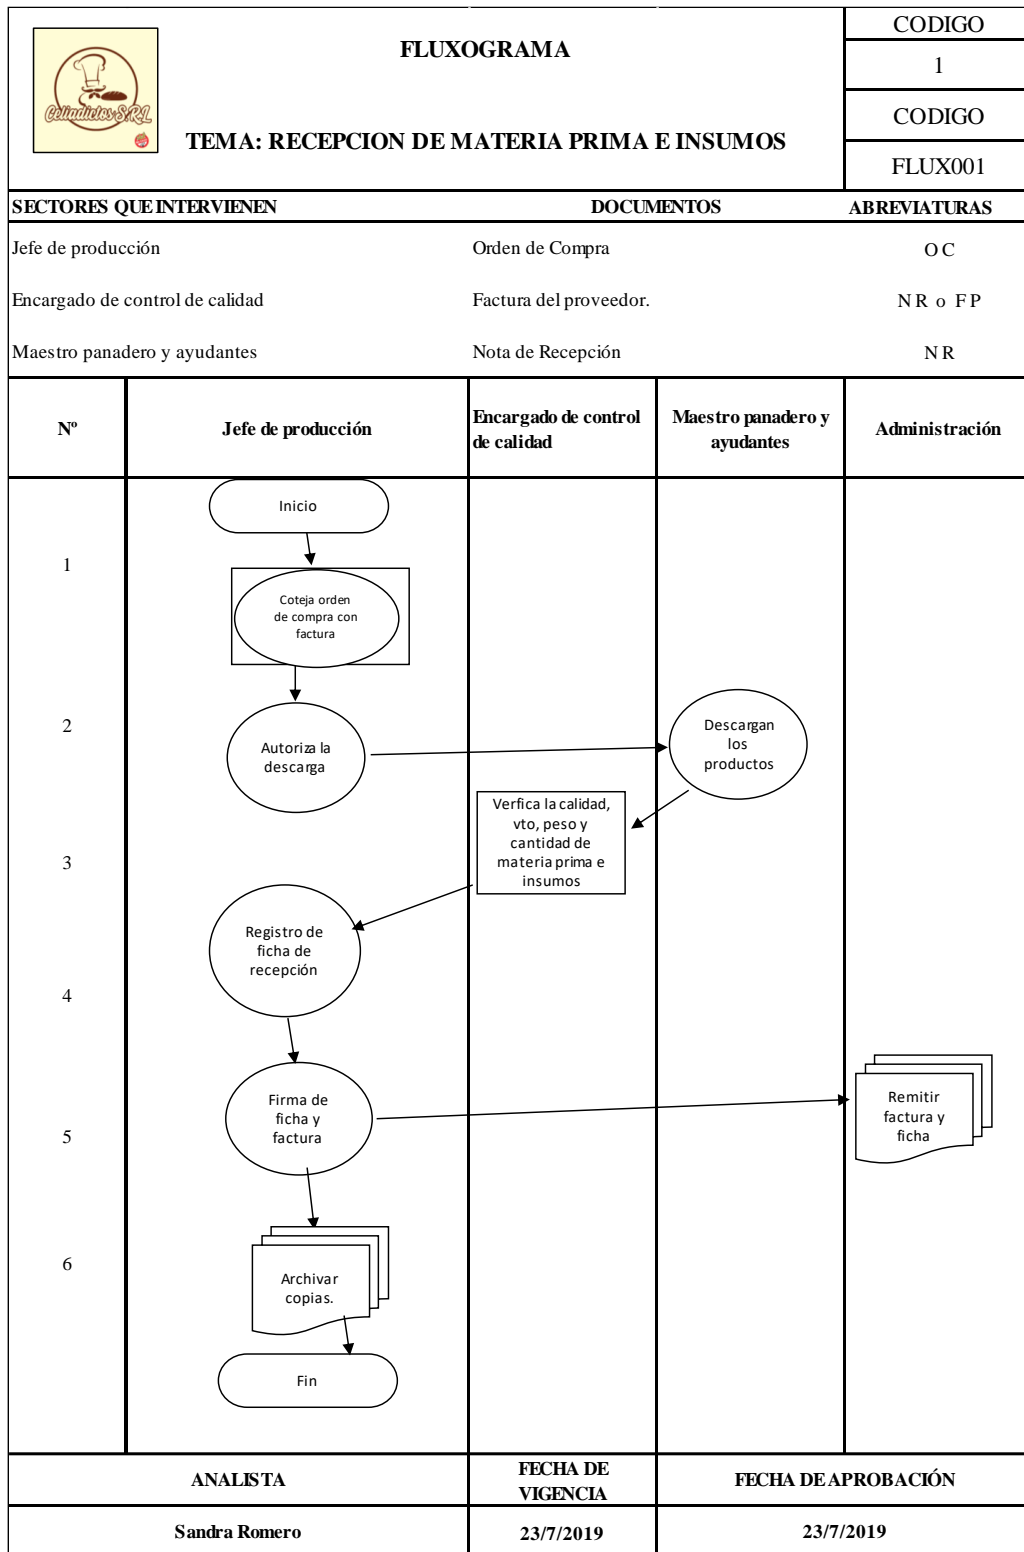 CODIGO
FLUXOGRAMA
1
Celiadictos S.R.L
CODIGO
TEMA: RECEPCION DE MATERIA PRIMA E INSUMOS
FLUX001
SECTORES QUE INTERVIENEN DOCUMENTOS ABREVIATURAS
Jefe de producción Orden de Compra O C
Encargado de control de calidad Factura del proveedor. N R o F P
Maestro panadero y ayudantes Nota de Recepción N R
Nº
Jefe de producción
Encargado de control
de calidad
Maestro panadero y
ayudantes
Administración
Inicio
1
Coteja orden
de compra con
factura
2
Autoriza la
descarga
Descargan
los
productos
Verfica la calidad,
vto, peso y
cantidad de
materia prima e
insumos
3
Registro de
ficha de
recepción
4
Firma de
ficha y
factura
Remitir
factura y
ficha
5
6
Archivar
copias.
Fin
ANALISTA
FECHA DE
VIGENCIA
FECHA DE APROBACIÓN
Sandra Romero 23/7/2019 23/7/2019